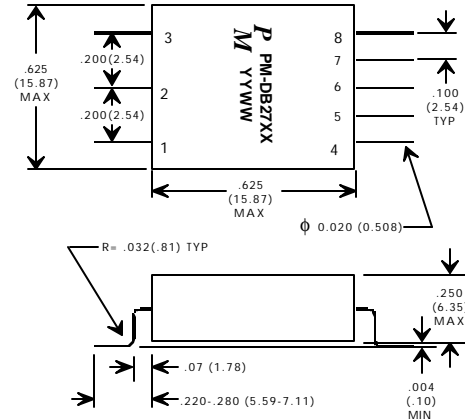 .625
(15.87)
MAX
.200(2.54)
.200(2.54)
3
2
1
8
7
6
5
4
PM
PM-DB27XX
YYWW
.100
(2.54)
TYP
.625
(15.87)
MAX
ϕ 0.020 (0.508)
R= .032(.81) TYP
.250
(6.35)
MAX
.07 (1.78)
.220-.280 (5.59-7.11)
.004
(.10)
MIN